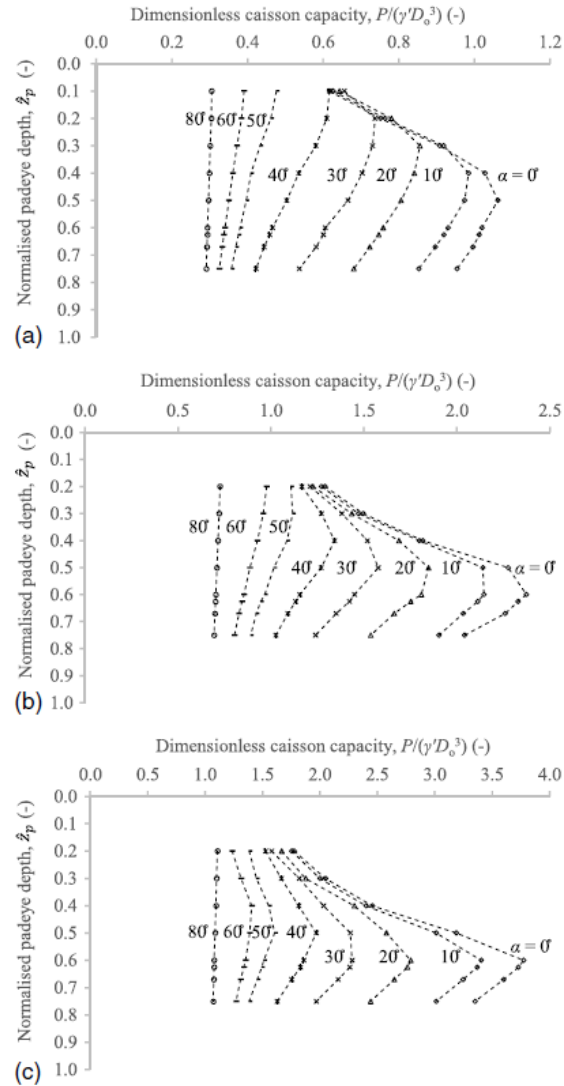 Dimensionless caisson capacity, P/(γ′Dₒ³) (-)
0.0 0.2 0.4 0.6 0.8 1.0 1.2
Normalised padeye depth, ẑₚ (-)
0.0
0.1
0.2
0.3
0.4
0.5
0.6
0.7
0.8
0.9
1.0
80° 60° 50° 40° 30° 20° 10° α = 0°
(a)
Dimensionless caisson capacity, P/(γ′Dₒ³) (-)
0.0 0.5 1.0 1.5 2.0 2.5
Normalised padeye depth, ẑₚ (-)
0.0
0.1
0.2
0.3
0.4
0.5
0.6
0.7
0.8
0.9
1.0
80° 60° 50° 40° 30° 20° 10° α = 0°
(b)
Dimensionless caisson capacity, P/(γ′Dₒ³) (-)
0.0 0.5 1.0 1.5 2.0 2.5 3.0 3.5 4.0
Normalised padeye depth, ẑₚ (-)
0.0
0.1
0.2
0.3
0.4
0.5
0.6
0.7
0.8
0.9
1.0
80° 60° 50° 40° 30° 20° 10° α = 0°
(c)